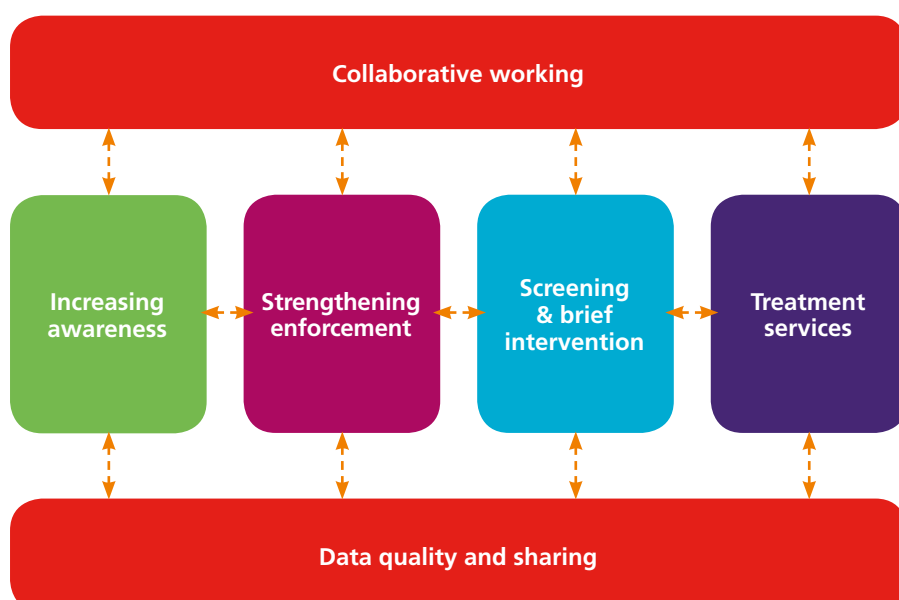 Collaborative working
Increasing
awareness
Strengthening
enforcement
Screening
& brief
intervention
Treatment
services
Data quality and sharing